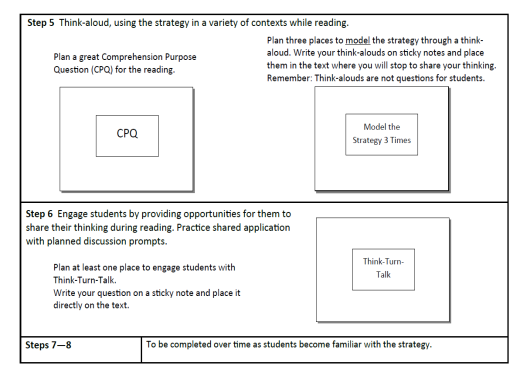 Step 5 Think-aloud, using the strategy in a variety of contexts while reading.
Plan a great Comprehension Purpose
Question (CPQ) for the reading.
CPQ
Plan three places to model the strategy through a think-
aloud. Write your think-alouds on sticky notes and place
them in the text where you will stop to share your thinking.
Remember: Think-alouds are not questions for students.
Model the
Strategy 3 Times
Step 6 Engage students by providing opportunities for them to
share their thinking during reading. Practice shared application
with planned discussion prompts.
Plan at least one place to engage students with
Think-Turn-Talk.
Write your question on a sticky note and place it
directly on the text.
Think-Turn-
Talk
Steps 7—8
To be completed over time as students become familiar with the strategy.